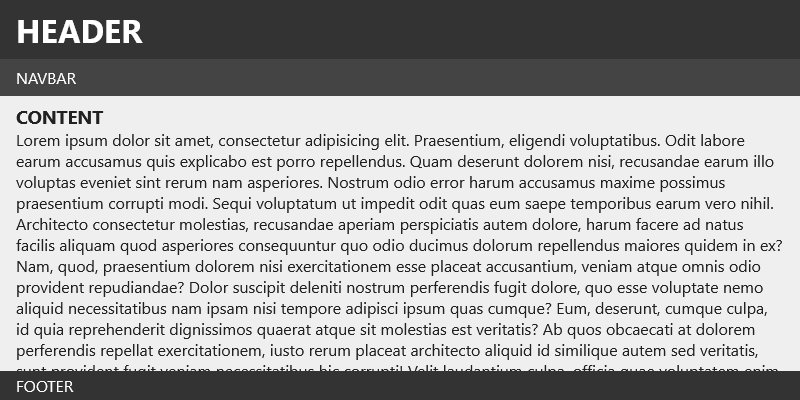 HEADER
NAVBAR
CONTENT
Lorem ipsum dolor sit amet, consectetur adipisicing elit. Praesentium, eligendi voluptatibus. Odit labore
earum accusamus quis explicabo est porro repellendus. Quam deserunt dolorem nisi, recusandae earum illo
voluptas eveniet sint rerum nam asperiores. Nostrum odio error harum accusamus maxime possimus
praesentium corrupti modi. Sequi voluptatum ut impedit odit quas eum saepe temporibus earum vero nihil.
Architecto consectetur molestias, recusandae aperiam perspiciatis autem dolore, harum facere ad natus
facilis aliquam quod asperiores consequuntur quo odio ducimus dolorum repellendus maiores quidem in ex?
Nam, quod, praesentium dolorem nisi exercitationem esse placeat accusantium, veniam atque omnis odio
provident repudiandae? Dolor suscipit deleniti nostrum perferendis fugit dolore, quo esse voluptate nemo
aliquid necessitatibus nam ipsam nisi tempore adipisci ipsum quas cumque? Eum, deserunt, cumque culpa,
id quia reprehenderit dignissimos quaerat atque sit molestias est veritatis? Ab quos obcaecati at dolorem
perferendis repellat exercitationem, iusto rerum placeat architecto aliquid id similique autem sed veritatis,
FOOTER